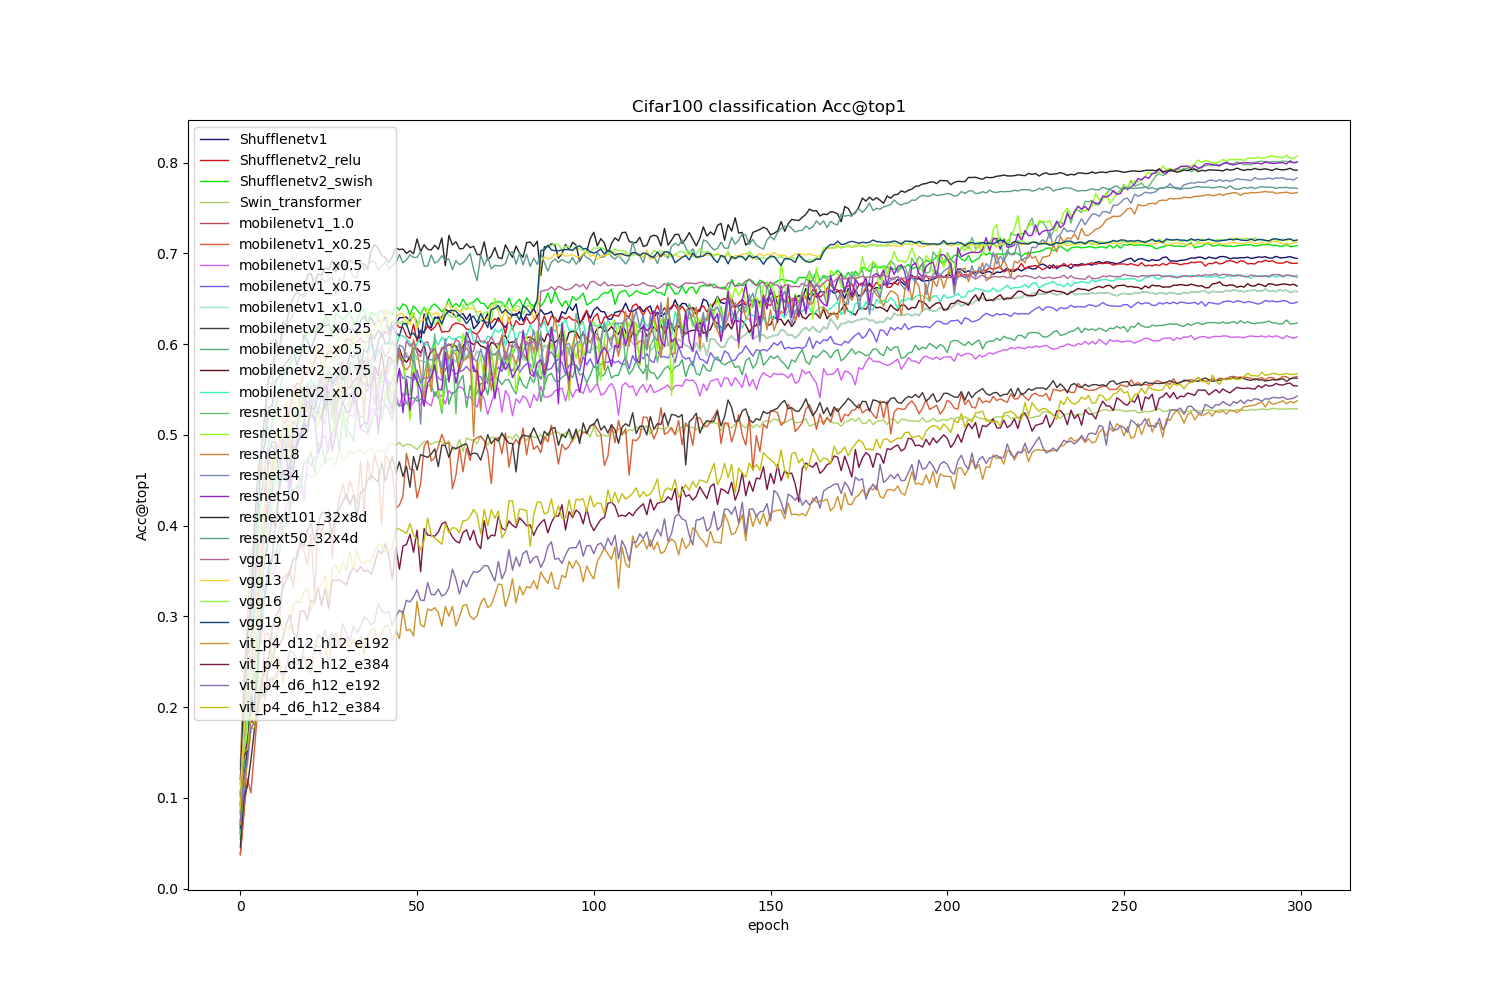 Cifar100 classification Acc@top1
Shufflenetv1
Shufflenetv2_relu
Shufflenetv2_swish
Swin_transformer
mobilenetv1_1.0
mobilenetv1_x0.25
mobilenetv1_x0.5
mobilenetv1_x0.75
mobilenetv1_x1.0
mobilenetv2_x0.25
mobilenetv2_x0.5
mobilenetv2_x0.75
mobilenetv2_x1.0
resnet101
resnet152
resnet18
resnet34
resnet50
resnext101_32x8d
resnext50_32x4d
vgg11
vgg13
vgg16
vgg19
vit_p4_d12_h12_e192
vit_p4_d12_h12_e384
vit_p4_d6_h12_e192
vit_p4_d6_h12_e384
Acc@top1
0.8
0.7
0.6
0.5
0.4
0.3
0.2
0.1
0.0
0 50 100 150 200 250 300
epoch